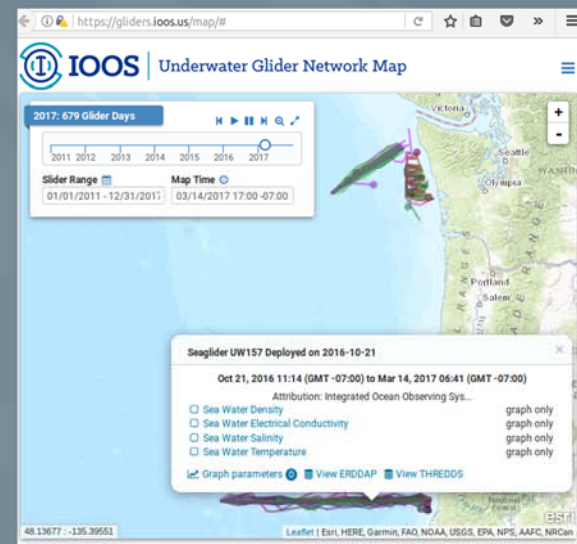 https://gliders.ioos.us/map/#
IOOS Underwater Glider Network Map
2017: 679 Glider Days
2011 2012 2013 2014 2015 2016 2017
Slider Range Map Time
01/01/2011 - 12/31/2017 03/14/2017 17:00 -07:00
+
-
Victoria
Seattle
WASHI
Olympia
Portland
Salem
RANGES
Seaglider UW157 Deployed on 2016-10-21
Oct 21, 2016 11:14 (GMT -07:00) to Mar 14, 2017 06:41 (GMT -07:00)
Attribution: Integrated Ocean Observing Sys...
Sea Water Density graph only
Sea Water Electrical Conductivity graph only
Sea Water Salinity graph only
Sea Water Temperature graph only
Graph parameters 0 View ERDDAP View THREDDS
esri
48.13677 : -135.39551 Leaflet | Esri, HERE, Garmin, FAO, NOAA, USGS, EPA, NPS, AAFC, NRCan